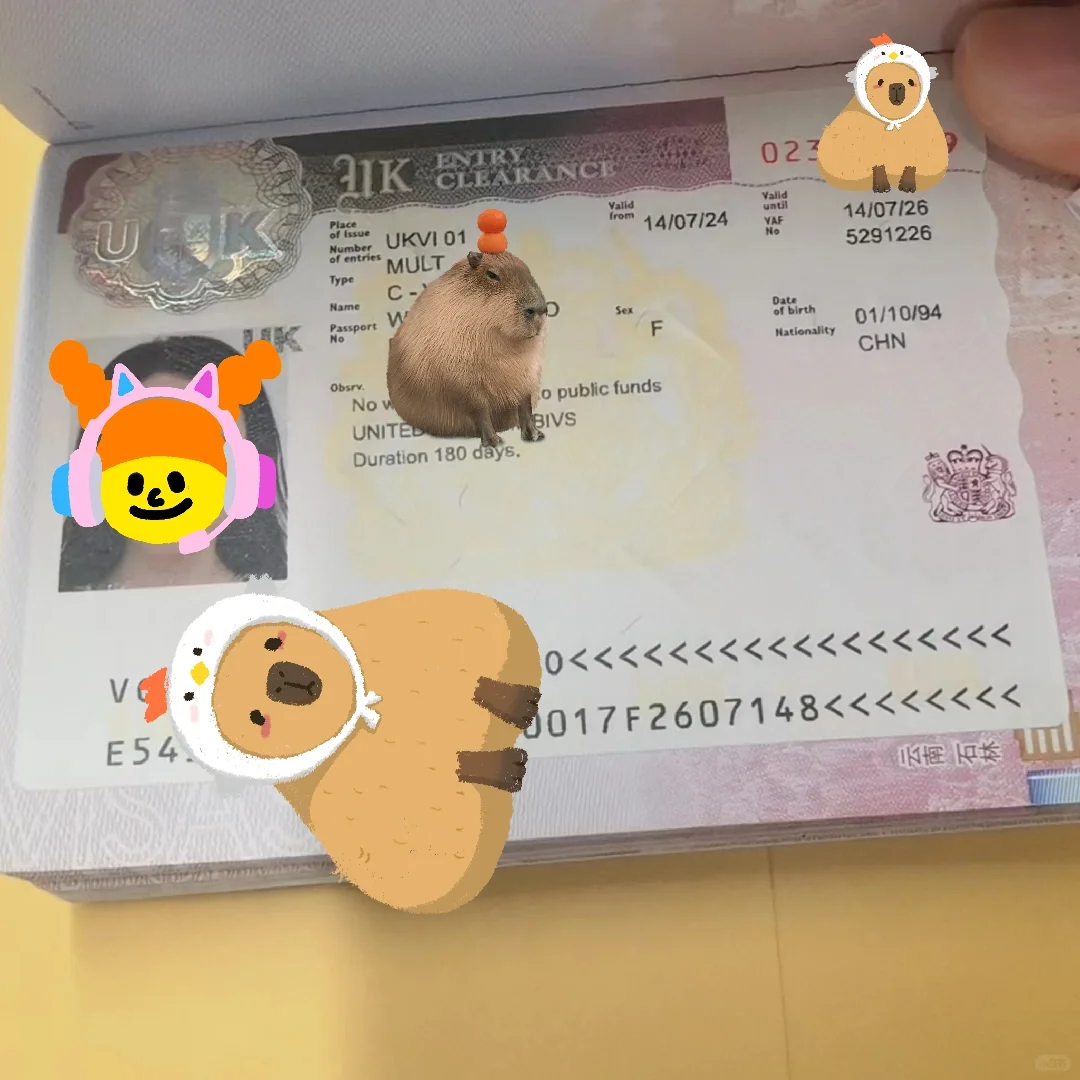 UK ENTRY CLEARANCE
UK
UK
023
Place of Issue UKVI 01
Valid from 14/07/24
Valid until 14/07/26
Number of entries MULT
VAF No 5291226
Type C -
Name W
Sex F
Date of birth 01/10/94
Passport No
Nationality CHN
Obsrv.
No public funds
UNITED BIVS
Duration 180 days.
V O<<<<<<<<<<<<<<<<<
E54 0017F2607148<<<<<<<<
云南 石林
VISAS